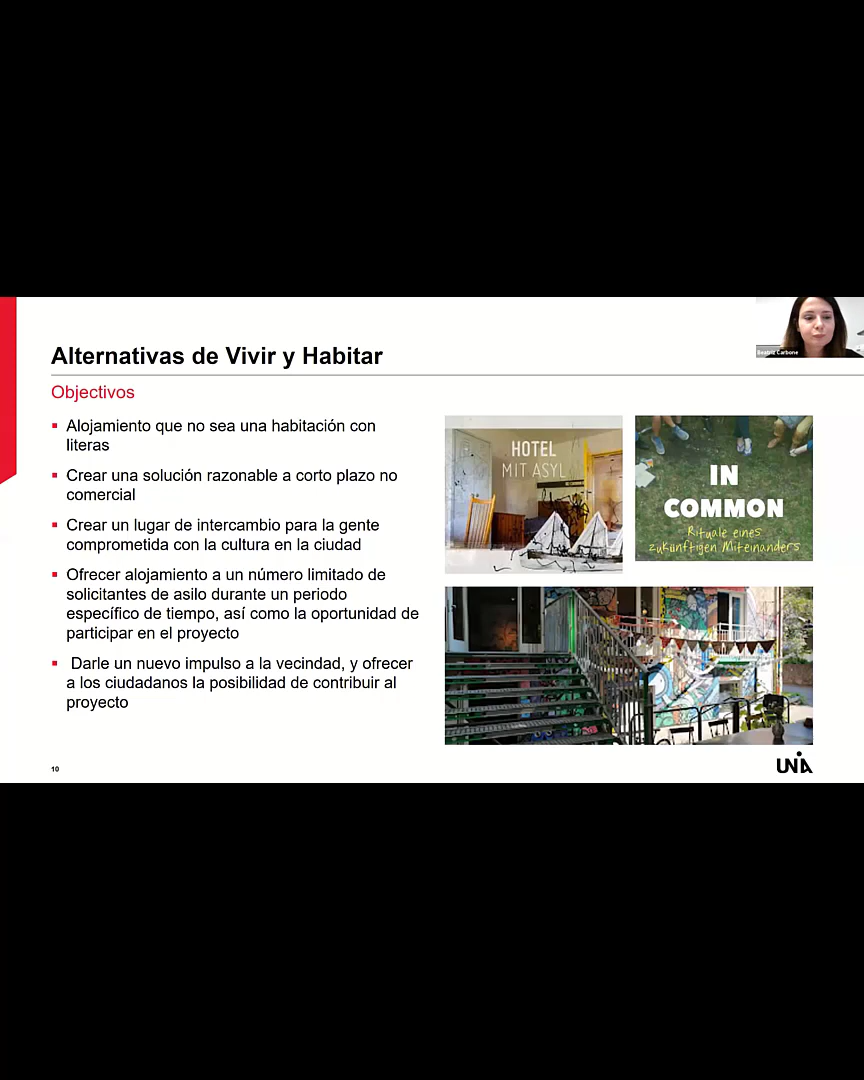 Beatriz Carbone
Alternativas de Vivir y Habitar
Objectivos
▪ Alojamiento que no sea una habitación con
literas
▪ Crear una solución razonable a corto plazo no
comercial
▪ Crear un lugar de intercambio para la gente
comprometida con la cultura en la ciudad
▪ Ofrecer alojamiento a un número limitado de
solicitantes de asilo durante un periodo
específico de tiempo, así como la oportunidad de
participar en el proyecto
▪ Darle un nuevo impulso a la vecindad, y ofrecer
a los ciudadanos la posibilidad de contribuir al
proyecto
HOTEL
MIT ASYL
IN
COMMON
Rituale eines
zukünftigen Miteinanders
10
UNIA